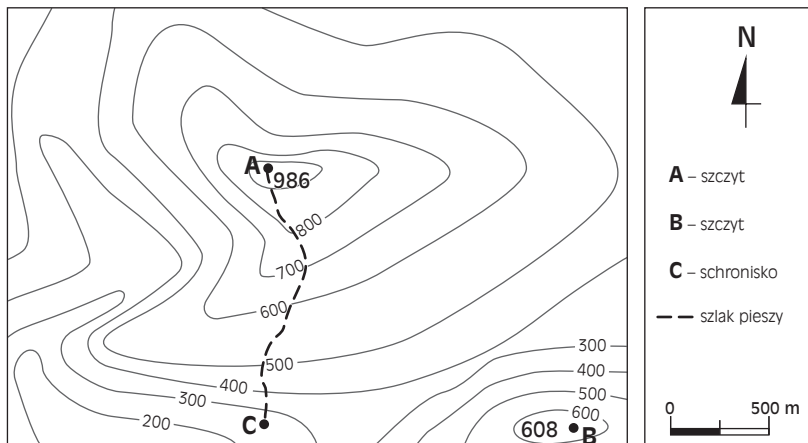 N
A
986
A – szczyt
800
B – szczyt
700
C – schronisko
600
szlak pieszy
500
300
400
400
300
500
200
600
C
608
B
0 500 m